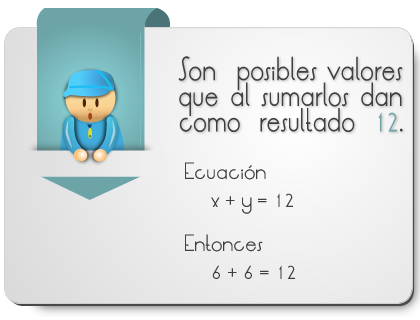 Son posibles valores
que al sumarlos dan
como resultado 12.
Ecuación
x + y = 12
Entonces
6 + 6 = 12